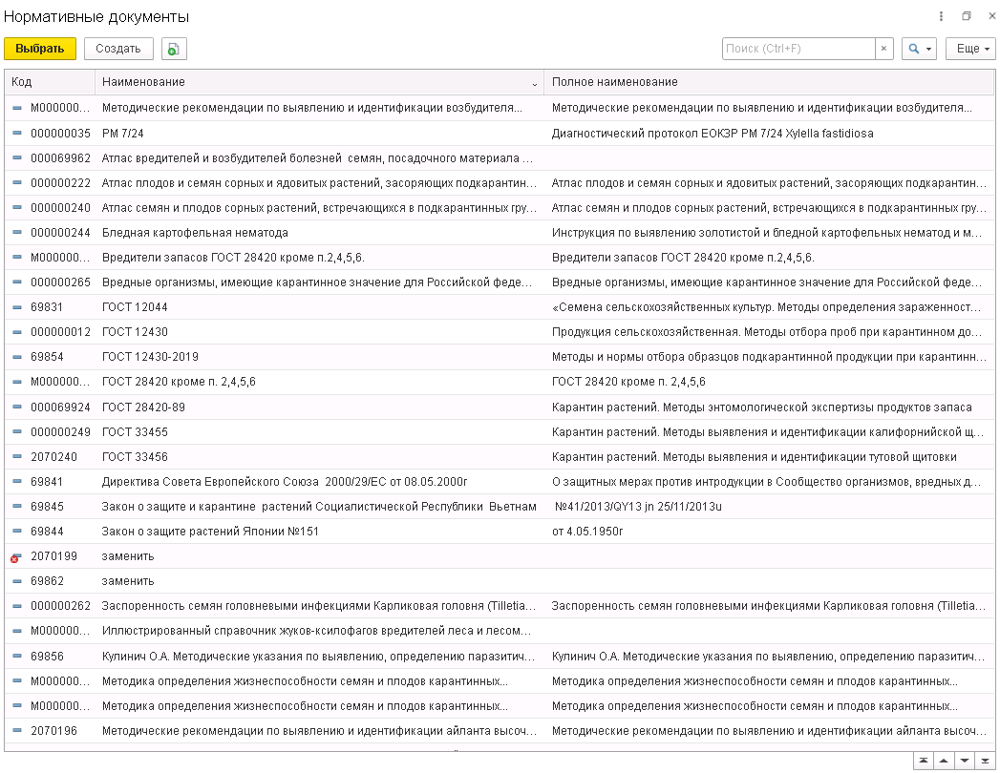 Нормативные документы
Выбрать Создать Поиск (Ctrl+F) × Еще
Код Наименование Полное наименование
М000000... Методические рекомендации по выявлению и идентификации возбудителя... Методические рекомендации по выявлению и идентификации возбудителя...
000000035 РМ 7/24 Диагностический протокол ЕОКЗР РМ 7/24 Xylella fastidiosa
000069962 Атлас вредителей и возбудителей болезней семян, посадочного материала ...
000000222 Атлас плодов и семян сорных и ядовитых растений, засоряющих подкарантин... Атлас плодов и семян сорных и ядовитых растений, засоряющих подкарантин...
000000240 Атлас семян и плодов сорных растений, встречающихся в подкарантинных гру... Атлас семян и плодов сорных растений, встречающихся в подкарантинных гру...
000000244 Бледная картофельная нематода Инструкция по выявлению золотистой и бледной картофельных нематод и м...
М000000... Вредители запасов ГОСТ 28420 кроме п.2,4,5,6. Вредители запасов ГОСТ 28420 кроме п.2,4,5,6.
000000265 Вредные организмы, имеющие карантинное значение для Российской феде... Вредные организмы, имеющие карантинное значение для Российской феде...
69831 ГОСТ 12044 «Семена сельскохозяйственных культур. Методы определения зараженност...
000000012 ГОСТ 12430 Продукция сельскохозяйственная. Методы отбора проб при карантинном до...
69854 ГОСТ 12430-2019 Методы и нормы отбора образцов подкарантинной продукции при карантинн...
М000000... ГОСТ 28420 кроме п. 2,4,5,6 ГОСТ 28420 кроме п. 2,4,5,6
000069924 ГОСТ 28420-89 Карантин растений. Методы энтомологической экспертизы продуктов запаса
000000249 ГОСТ 33455 Карантин растений. Методы выявления и идентификации калифорнийской щ...
2070240 ГОСТ 33456 Карантин растений. Методы выявления и идентификации тутовой щитовки
69841 Директива Совета Европейского Союза 2000/29/ЕС от 08.05.2000г О защитных мерах против интродукции в Сообщество организмов, вредных д...
69845 Закон о защите и карантине растений Социалистической Республики Вьетнам №41/2013/QY13 jn 25/11/2013u
69844 Закон о защите растений Японии №151 от 4.05.1950г
2070199 заменить
69862 заменить
000000262 Заспоренность семян головневыми инфекциями Карликовая головня (Tilletia... Заспоренность семян головневыми инфекциями Карликовая головня (Tilletia...
М000000... Иллюстрированный справочник жуков-ксилофагов вредителей леса и лесом...
69856 Кулинич О.А. Методические указания по выявлению, определению паразитич... Кулинич О.А. Методические указания по выявлению, определению паразитич...
М000000... Методика определения жизнеспособности семян и плодов карантинных... Методика определения жизнеспособности семян и плодов карантинных...
М000000... Методика определения жизнеспособности семян и плодов карантинных... Методика определения жизнеспособности семян и плодов карантинных...
2070196 Методические рекомендации по выявлению и идентификации айланта высоч... Методические рекомендации по выявлению и идентификации айланта высоч...